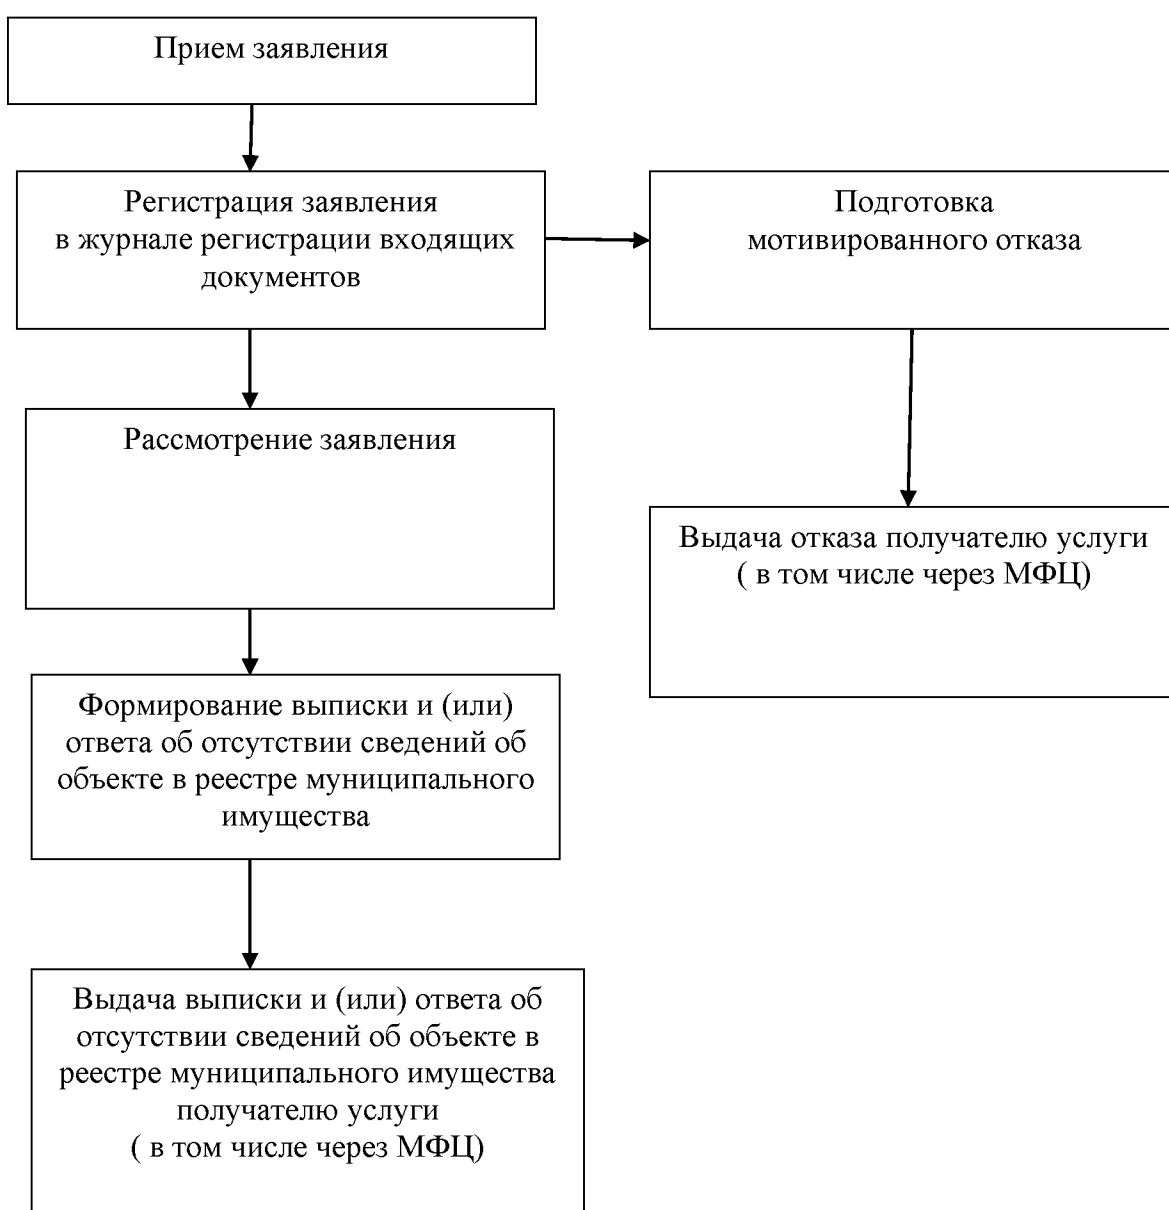 Прием заявления
Регистрация заявления
в журнале регистрации входящих
документов
Подготовка
мотивированного отказа
Рассмотрение заявления
Выдача отказа получателю услуги
( в том числе через МФЦ)
Формирование выписки и (или)
ответа об отсутствии сведений об
объекте в реестре муниципального
имущества
Выдача выписки и (или) ответа об
отсутствии сведений об объекте в
реестре муниципального имущества
получателю услуги
( в том числе через МФЦ)